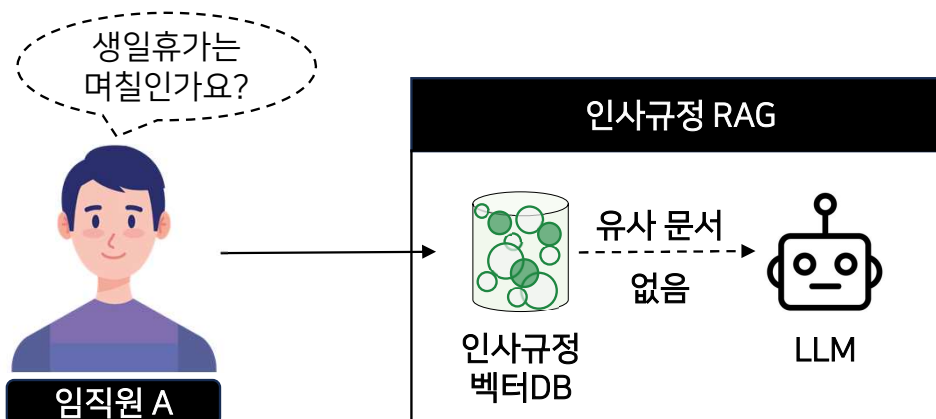 생일휴가는
며칠인가요?
인사규정 RAG
유사 문서
없음
인사규정
벡터DB
LLM
임직원 A